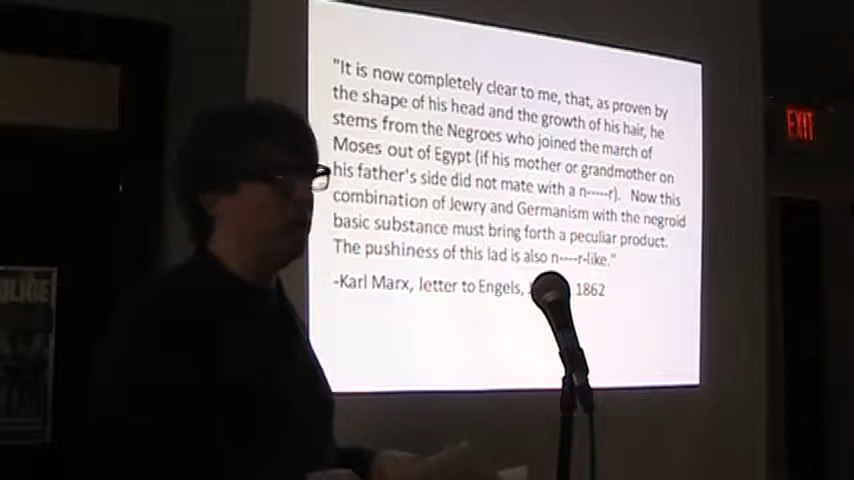 "It is now completely clear to me, that, as proven by
the shape of his head and the growth of his hair, he
stems from the Negroes who joined the march of
Moses out of Egypt (if his mother or grandmother on
his father's side did not mate with a n-----r).  Now this
combination of Jewry and Germanism with the negroid
basic substance must bring forth a peculiar product.
The pushiness of this lad is also n----r-like."
-Karl Marx, letter to Engels, 1862
EXIT